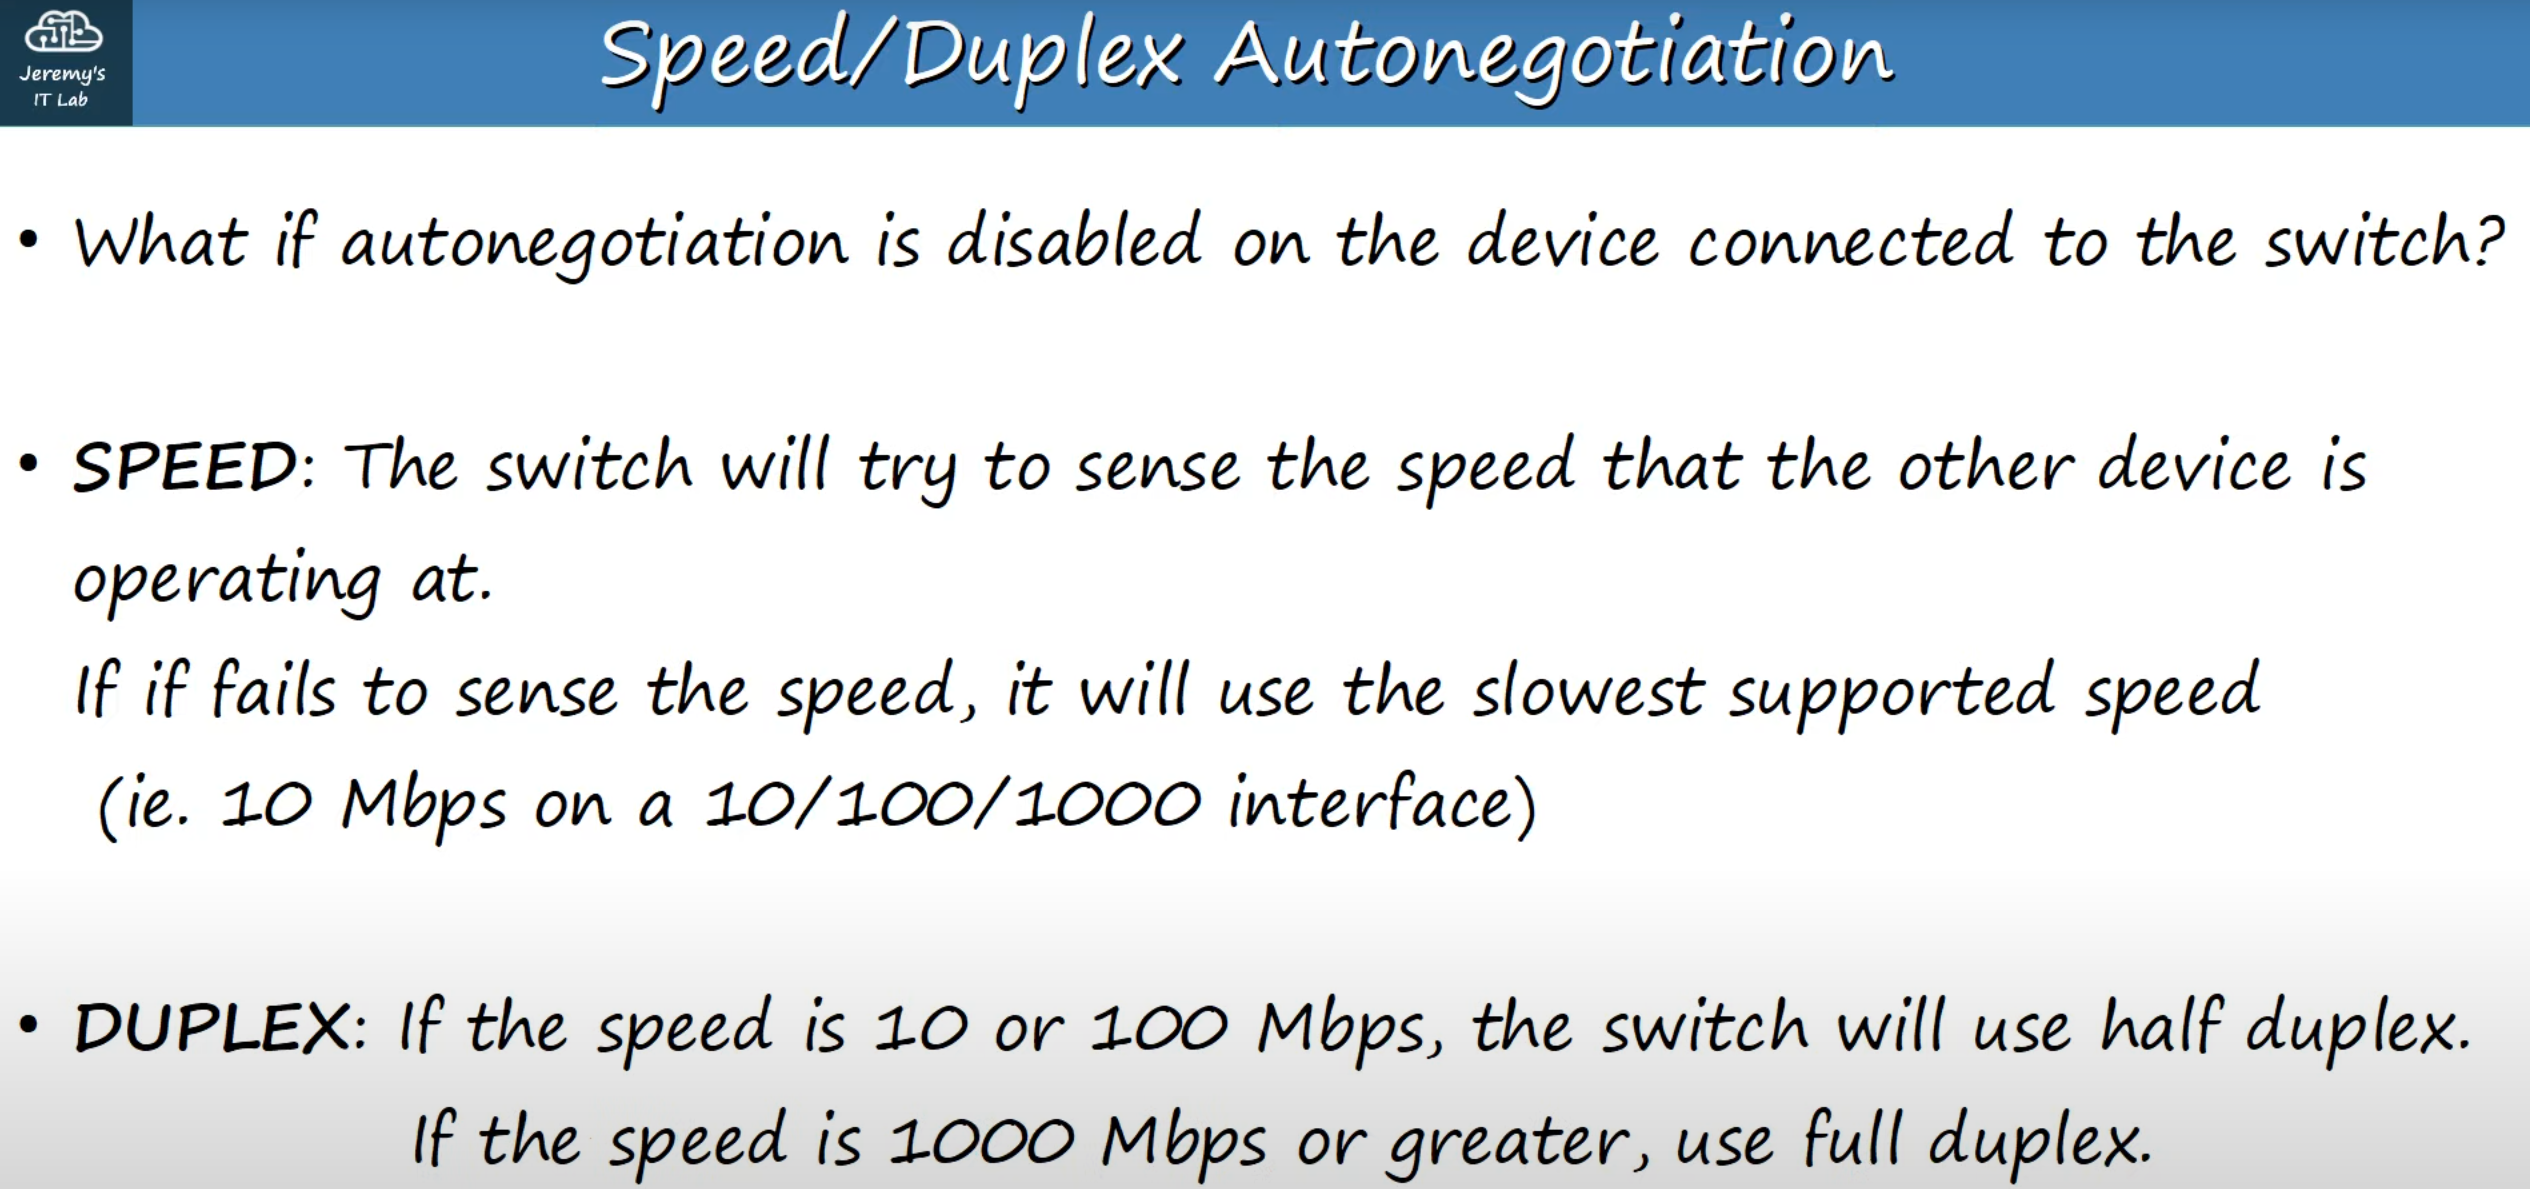 Jeremy's
IT Lab
Speed/Duplex Autonegotiation
• What if autonegotiation is disabled on the device connected to the switch?
• SPEED: The switch will try to sense the speed that the other device is
operating at.
If if fails to sense the speed, it will use the slowest supported speed
(ie. 10 Mbps on a 10/100/1000 interface)
• DUPLEX: If the speed is 10 or 100 Mbps, the switch will use half duplex.
If the speed is 1000 Mbps or greater, use full duplex.